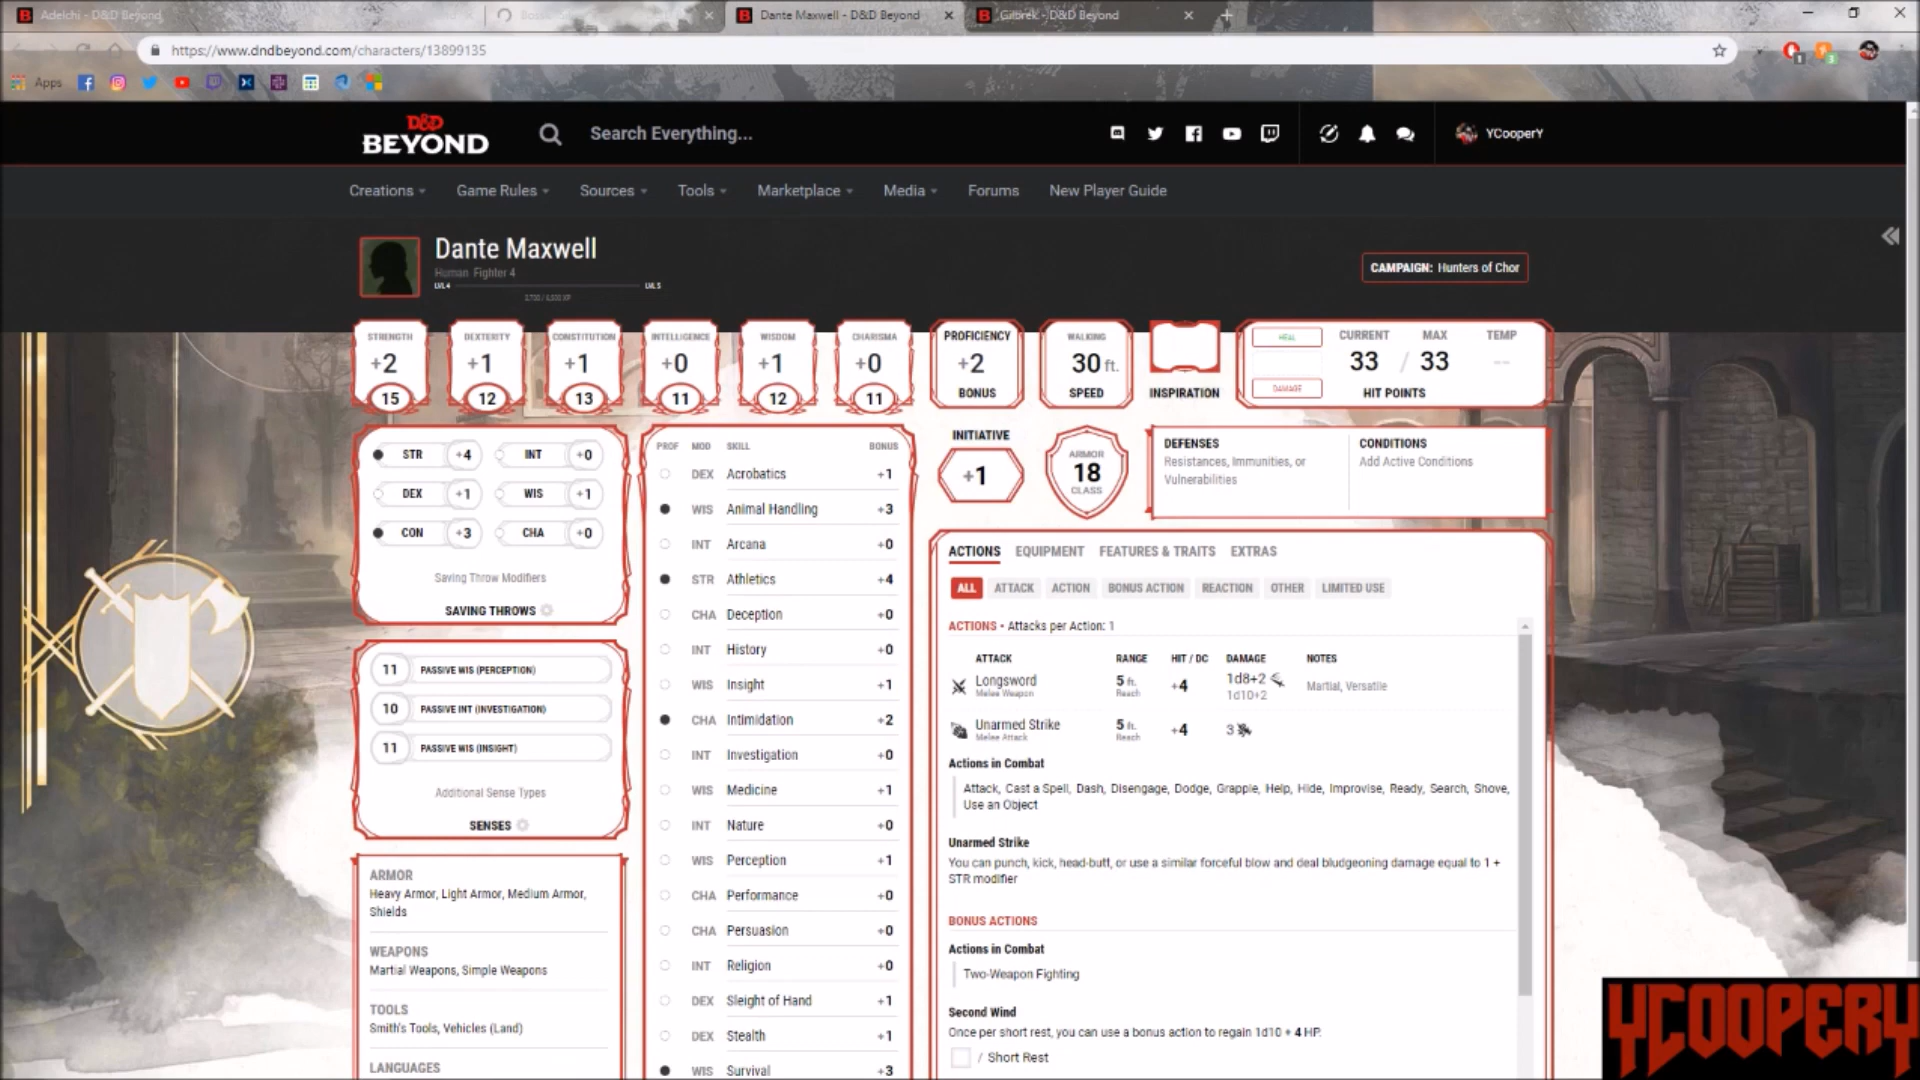 Adelchi - D&D Beyond
Dante Maxwell - D&D Beyond
Gilbrek - D&D Beyond
https://www.dndbeyond.com/characters/13899135
Apps
1
3
D&D
BEYOND
Search Everything...
YCooperY
Creations
Game Rules
Sources
Tools
Marketplace
Media
Forums
New Player Guide
Dante Maxwell
Human Fighter 4
LVL 4
LVL 5
CAMPAIGN: Hunters of Chor
STRENGTH
+2
15
DEXTERITY
+1
12
CONSTITUTION
+1
13
INTELLIGENCE
+0
11
WISDOM
+1
12
CHARISMA
+0
11
PROFICIENCY
+2
BONUS
WALKING
30 ft.
SPEED
INSPIRATION
HEAL
DAMAGE
CURRENT MAX TEMP
33 / 33 --
HIT POINTS
STR +4 INT +0
DEX +1 WIS +1
CON +3 CHA +0
Saving Throw Modifiers
SAVING THROWS
11 PASSIVE WIS (PERCEPTION)
10 PASSIVE INT (INVESTIGATION)
11 PASSIVE WIS (INSIGHT)
Additional Sense Types
SENSES
ARMOR
Heavy Armor, Light Armor, Medium Armor,
Shields
WEAPONS
Martial Weapons, Simple Weapons
TOOLS
Smith's Tools, Vehicles (Land)
LANGUAGES
PROF MOD SKILL BONUS
DEX Acrobatics +1
WIS Animal Handling +3
INT Arcana +0
STR Athletics +4
CHA Deception +0
INT History +0
WIS Insight +1
CHA Intimidation +2
INT Investigation +0
WIS Medicine +1
INT Nature +0
WIS Perception +1
CHA Performance +0
CHA Persuasion +0
INT Religion +0
DEX Sleight of Hand +1
DEX Stealth +1
WIS Survival +3
INITIATIVE
+1
ARMOR
18
CLASS
DEFENSES
Resistances, Immunities, or
Vulnerabilities
CONDITIONS
Add Active Conditions
ACTIONS EQUIPMENT FEATURES & TRAITS EXTRAS
ALL ATTACK ACTION BONUS ACTION REACTION OTHER LIMITED USE
ACTIONS • Attacks per Action: 1
ATTACK RANGE HIT / DC DAMAGE NOTES
Longsword 5 ft. +4 1d8+2 Martial, Versatile
Melee Weapon Reach 1d10+2
Unarmed Strike 5 ft. +4 3
Melee Attack Reach
Actions in Combat
Attack, Cast a Spell, Dash, Disengage, Dodge, Grapple, Help, Hide, Improvise, Ready, Search, Shove,
Use an Object
Unarmed Strike
You can punch, kick, head-butt, or use a similar forceful blow and deal bludgeoning damage equal to 1 +
STR modifier
BONUS ACTIONS
Actions in Combat
Two-Weapon Fighting
Second Wind
Once per short rest, you can use a bonus action to regain 1d10 + 4 HP.
/ Short Rest
YCOOPERY